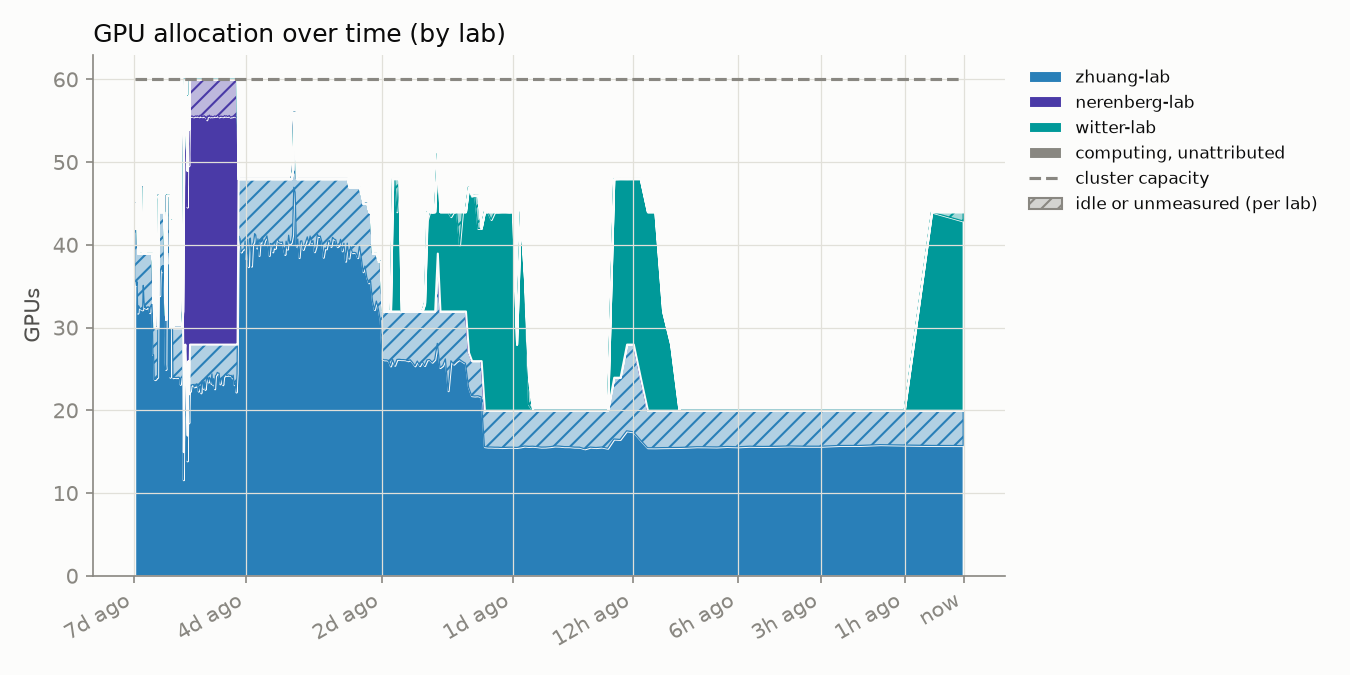 GPU allocation over time (by lab)
zhuang-lab
nerenberg-lab
witter-lab
computing, unattributed
cluster capacity
idle or unmeasured (per lab)
GPUs
60
50
40
30
20
10
0
7d ago
4d ago
2d ago
1d ago
12h ago
6h ago
3h ago
1h ago
now